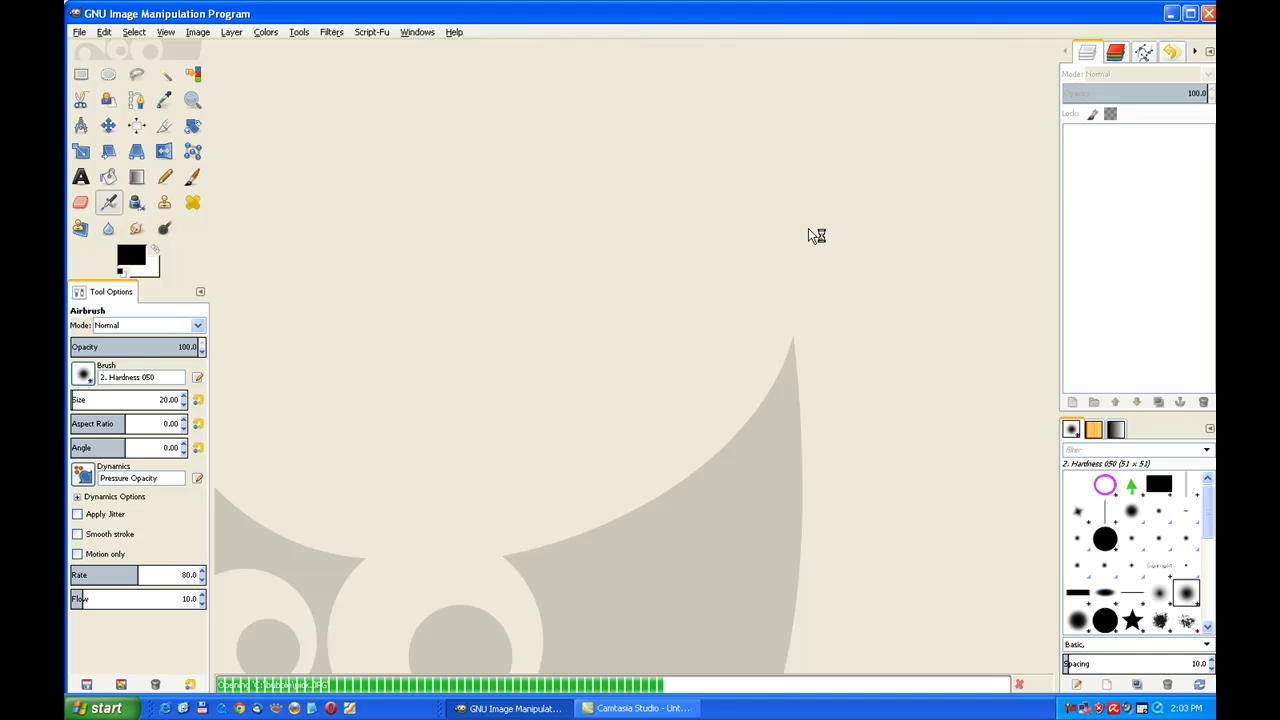 GNU Image Manipulation Program
File Edit Select View Image Layer Colors Tools Filters Script-Fu Windows Help
Mode: Normal
Opacity 100.0
Lock:
Tool Options
Airbrush
Mode: Normal
Opacity 100.0
Brush
2. Hardness 050
Size 20.00
Aspect Ratio 0.00
Angle 0.00
Dynamics
Pressure Opacity
Dynamics Options
Apply Jitter
Smooth stroke
Motion only
Rate 80.0
Flow 10.0
filter
2. Hardness 050 (51 x 51)
Basic,
Spacing 10.0
Opening
start
GNU Image Manipulat...
Camtasia Studio - Unt...
2:03 PM